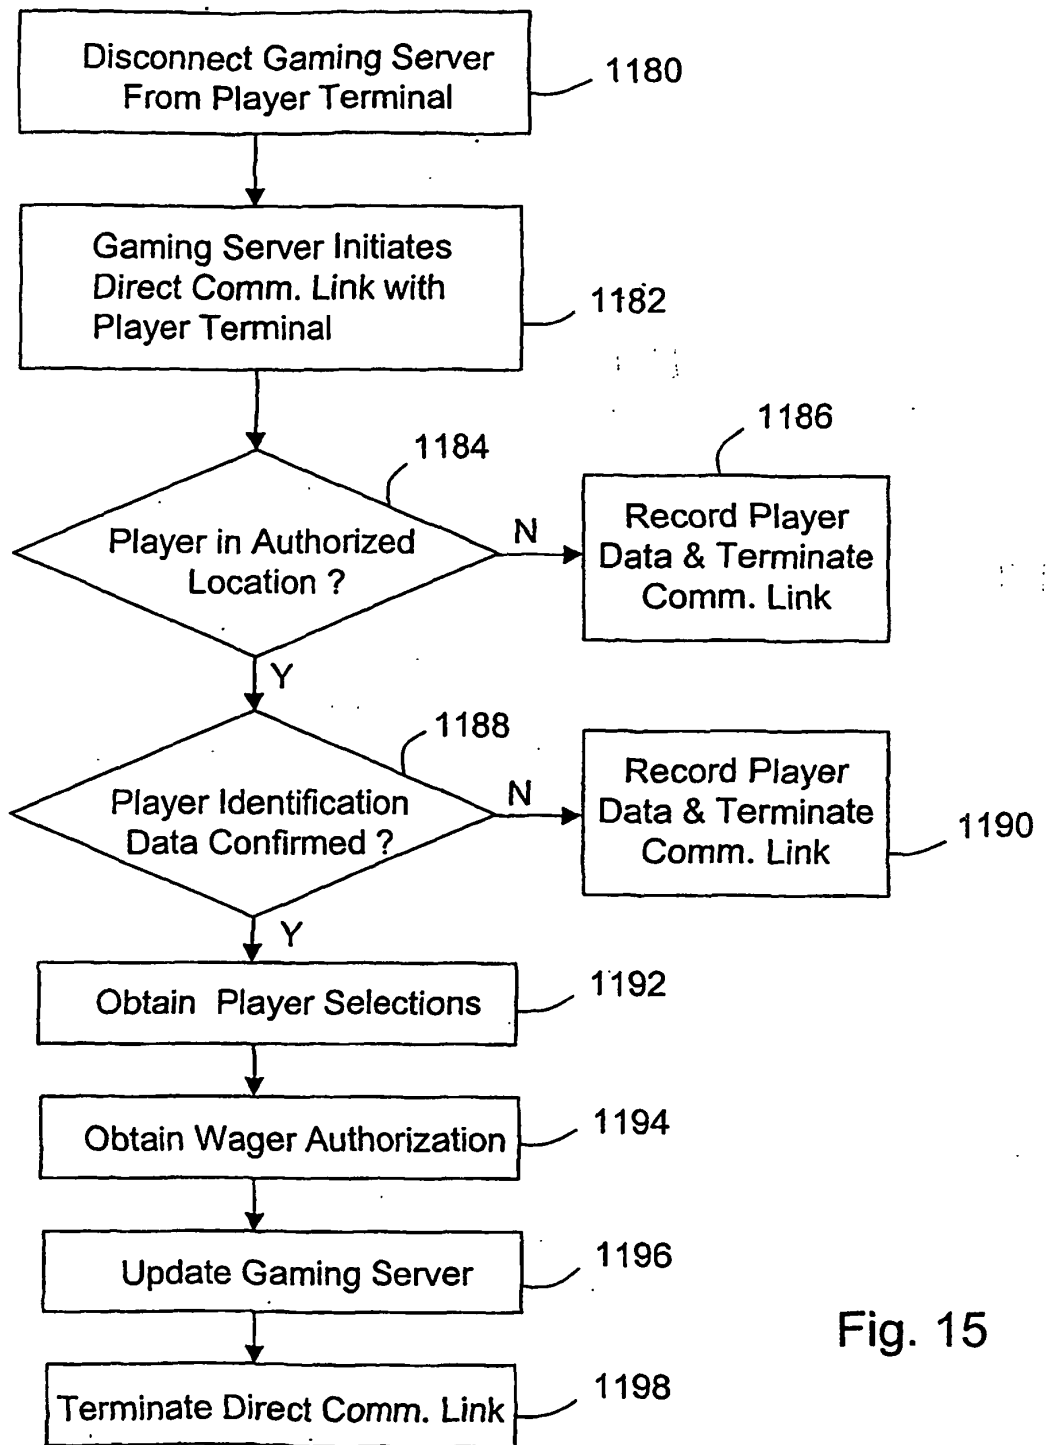 Disconnect Gaming Server
From Player Terminal
1180
Gaming Server Initiates
Direct Comm. Link with
Player Terminal
1182
1184
Player in Authorized
Location ?
N
1186
Record Player
Data & Terminate
Comm. Link
Y
1188
Player Identification
Data Confirmed ?
N
Record Player
Data & Terminate
Comm. Link
1190
Y
Obtain Player Selections
1192
Obtain Wager Authorization
1194
Update Gaming Server
1196
Terminate Direct Comm. Link
1198
Fig. 15